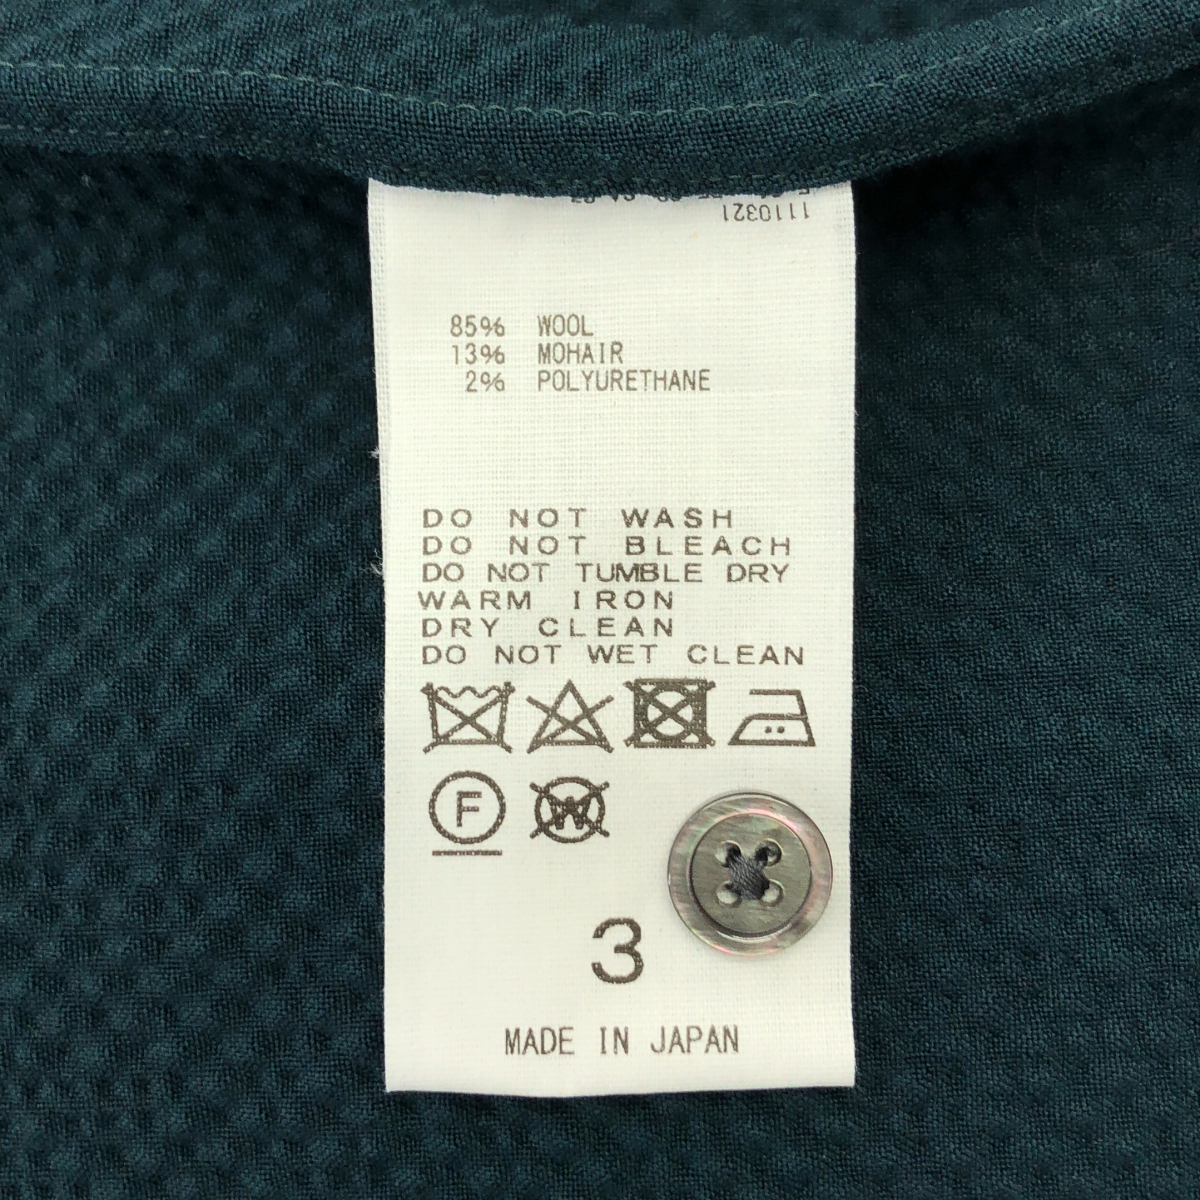 1110321
85% WOOL
13% MOHAIR
2% POLYURETHANE
DO NOT WASH
DO NOT BLEACH
DO NOT TUMBLE DRY
WARM IRON
DRY CLEAN
DO NOT WET CLEAN
F W
3
MADE IN JAPAN